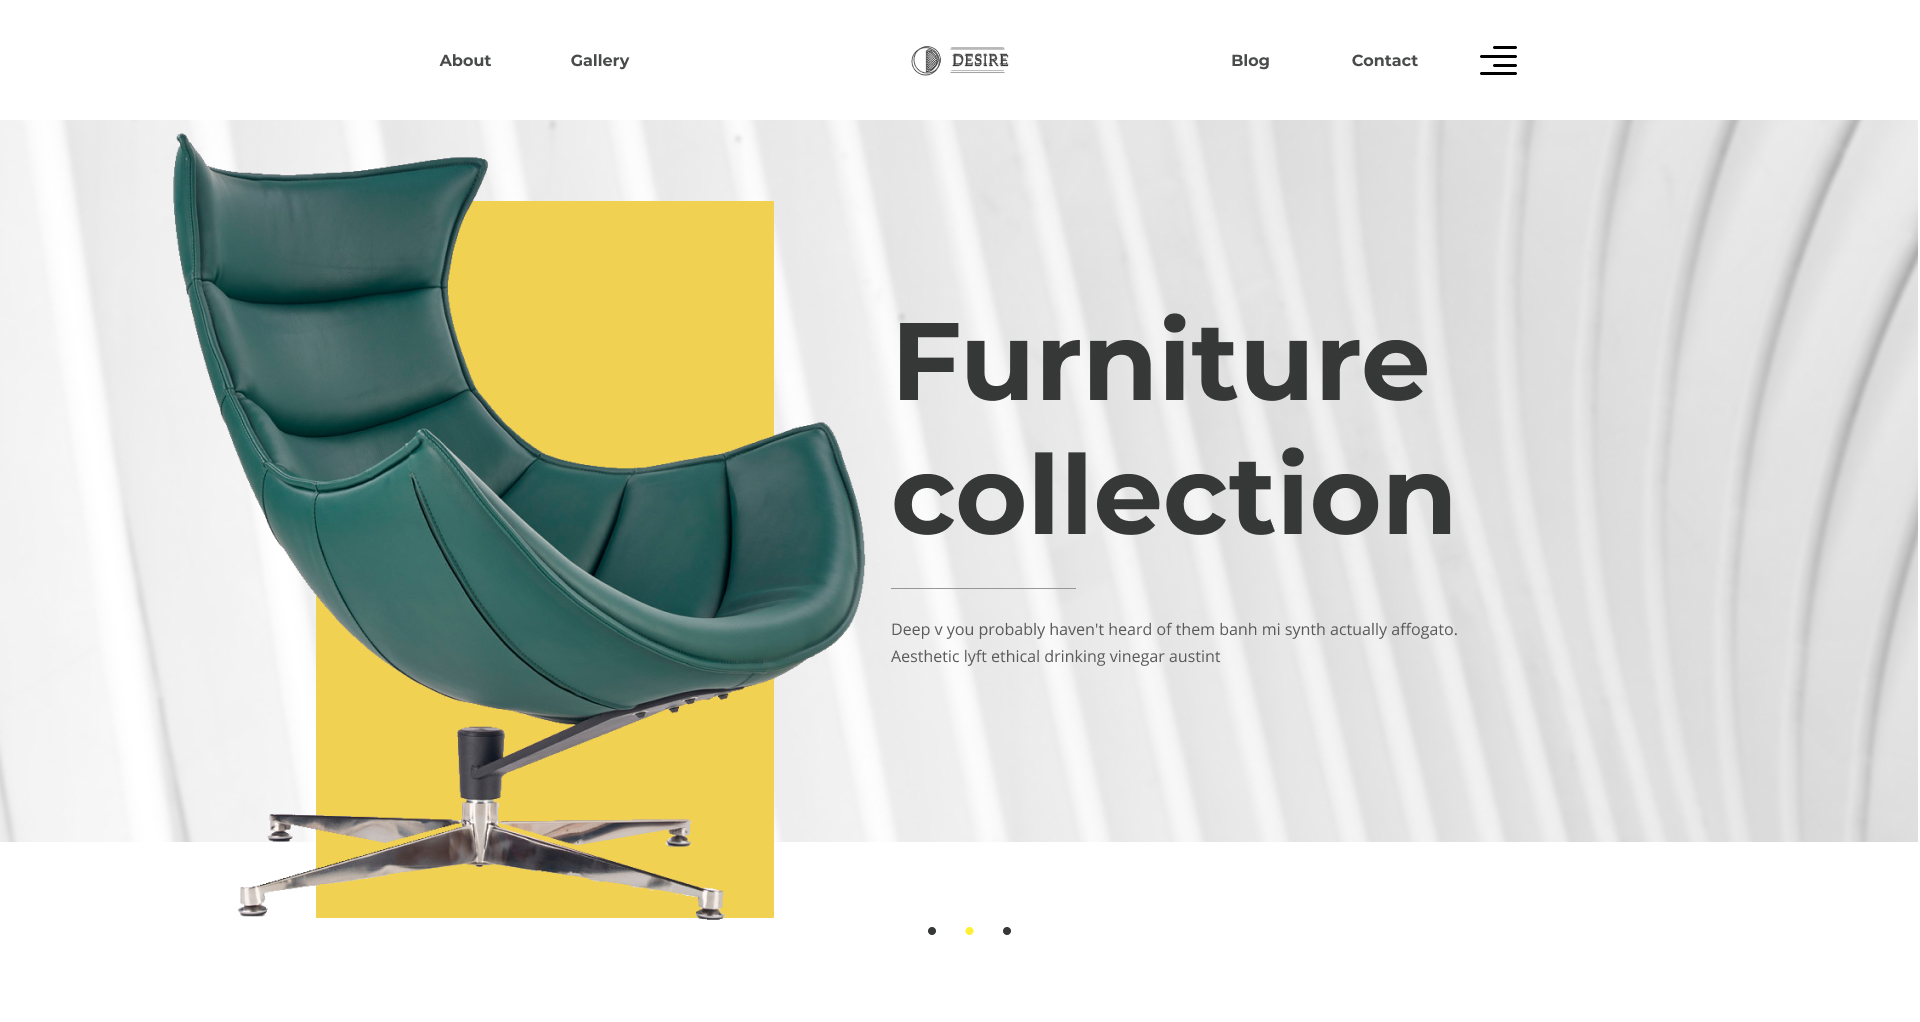 About
Gallery
DESIRE
Blog
Contact
Furniture
collection
Deep v you probably haven't heard of them banh mi synth actually affogato.
Aesthetic lyft ethical drinking vinegar austint